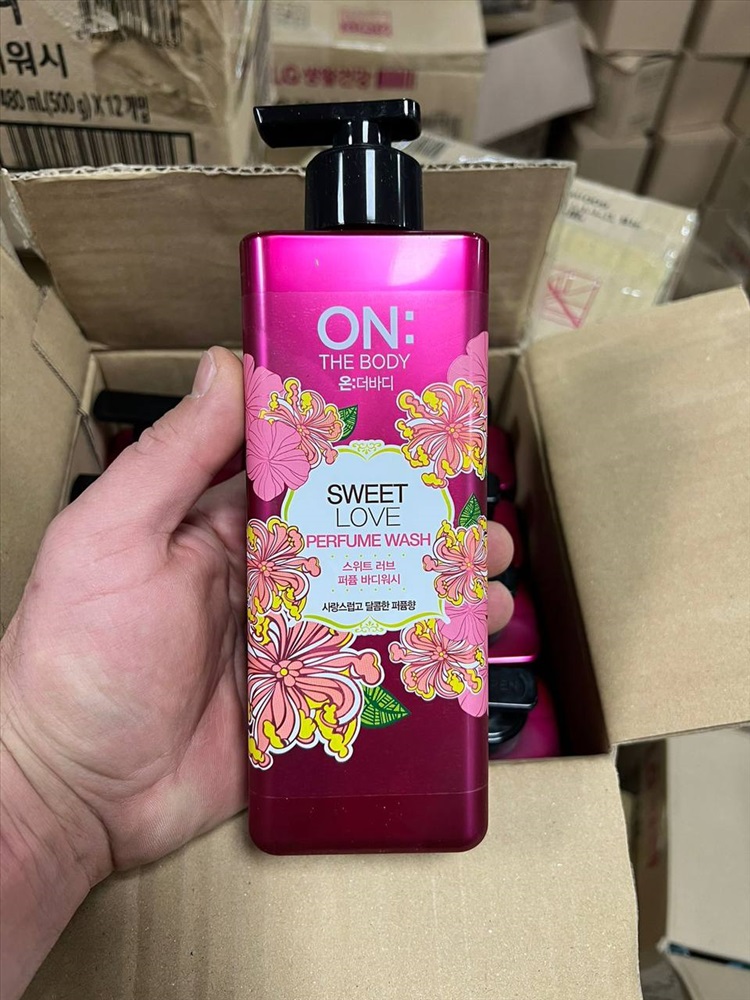 워시
480 mL(500 g) X 12개입
LG 생활건강
ON:
THE BODY
온:더바디
SWEET
LOVE
PERFUME WASH
스위트 러브
퍼퓸 바디워시
사랑스럽고 달콤한 퍼퓸향